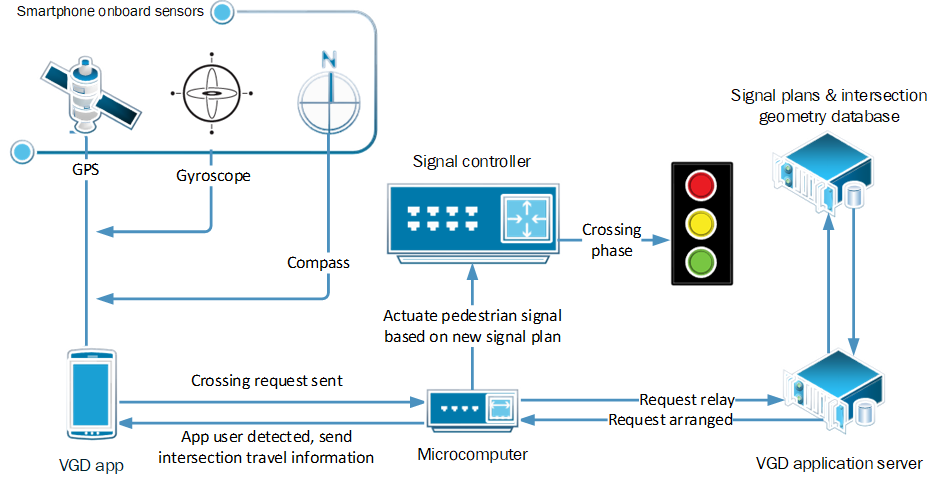 Smartphone onboard sensors
N
GPS
Gyroscope
Compass
Signal controller
Crossing
phase
Signal plans & intersection
geometry database
Actuate pedestrian signal
based on new signal plan
Crossing request sent
App user detected, send
intersection travel information
Request relay
Request arranged
VGD app
Microcomputer
VGD application server